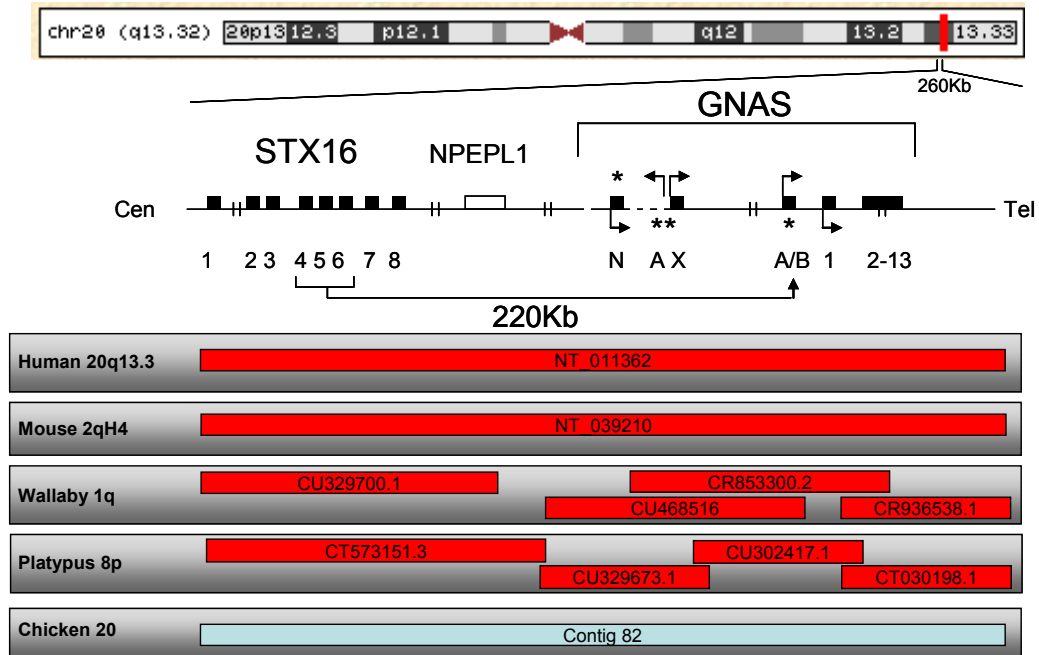 chr20 (q13.32) 20p13 12.3 p12.1 q12 13.2 13.33
260Kb
GNAS
STX16 NPEPL1
* 
Cen Tel
** *
1 2 3 4 5 6 7 8 N A X A/B 1 2-13
220Kb
Human 20q13.3 NT_011362
Mouse 2qH4 NT_039210
CU329700.1 CR853300.2
Wallaby 1q
CU468516 CR936538.1
CT573151.3 CU302417.1
Platypus 8p
CU329673.1 CT030198.1
Chicken 20 Contig 82